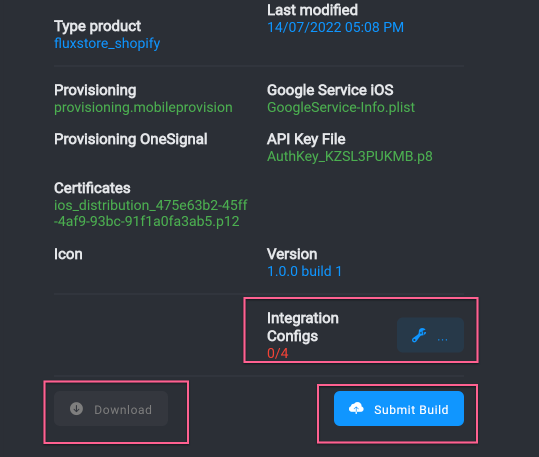 Type product
fluxstore_shopify
Last modified
14/07/2022 05:08 PM
Provisioning
provisioning.mobileprovision
Google Service iOS
GoogleService-Info.plist
Provisioning OneSignal
API Key File
AuthKey_KZSL3PUKMB.p8
Certificates
ios_distribution_475e63b2-45ff
-4af9-93bc-91f1a0fa3ab5.p12
Icon
Version
1.0.0 build 1
Integration
Configs
0/4
...
Download
Submit Build